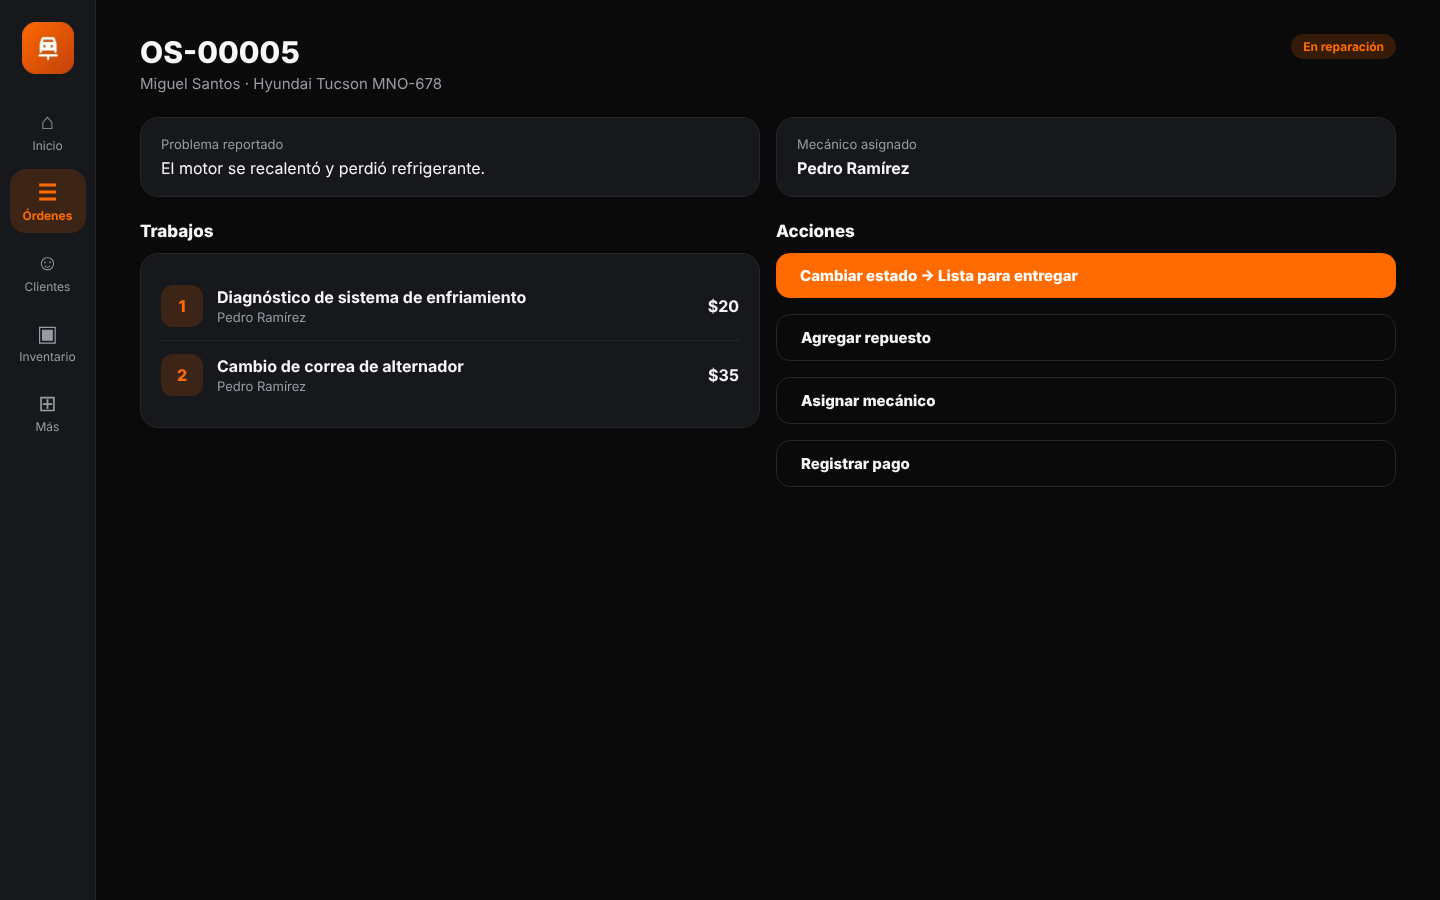 OS-00005
Miguel Santos · Hyundai Tucson MNO-678
En reparación
Inicio
Órdenes
Clientes
Inventario
Más
Problema reportado
El motor se recalentó y perdió refrigerante.
Mecánico asignado
Pedro Ramírez
Trabajos
1
Diagnóstico de sistema de enfriamiento
Pedro Ramírez
$20
2
Cambio de correa de alternador
Pedro Ramírez
$35
Acciones
Cambiar estado → Lista para entregar
Agregar repuesto
Asignar mecánico
Registrar pago